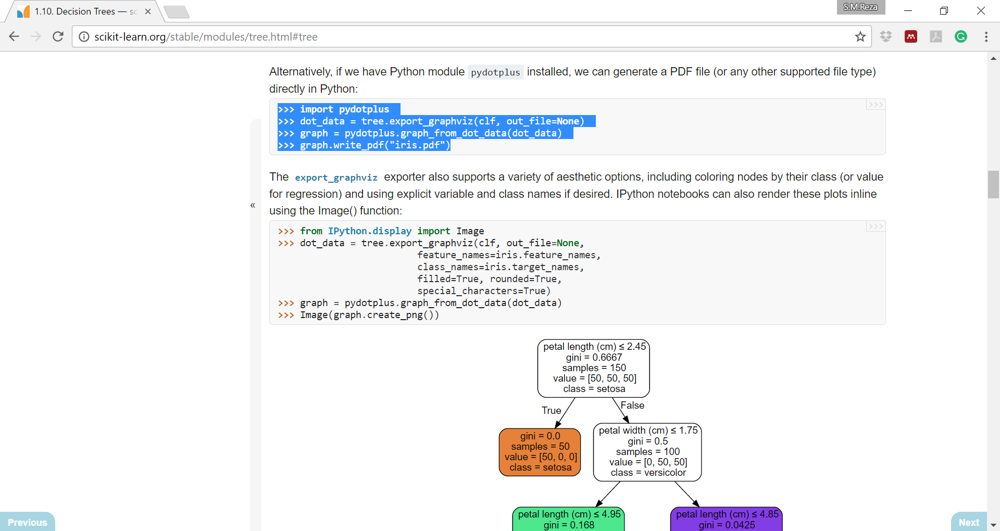 1.10. Decision Trees — sc
S.M.Reza
scikit-learn.org/stable/modules/tree.html#tree
Alternatively, if we have Python module pydotplus installed, we can generate a PDF file (or any other supported file type)
directly in Python:
>>>
>>> import pydotplus
>>> dot_data = tree.export_graphviz(clf, out_file=None)
>>> graph = pydotplus.graph_from_dot_data(dot_data)
>>> graph.write_pdf("iris.pdf")
The export_graphviz exporter also supports a variety of aesthetic options, including coloring nodes by their class (or value
for regression) and using explicit variable and class names if desired. IPython notebooks can also render these plots inline
«
using the Image() function:
>>>
>>> from IPython.display import Image
>>> dot_data = tree.export_graphviz(clf, out_file=None,
feature_names=iris.feature_names,
class_names=iris.target_names,
filled=True, rounded=True,
special_characters=True)
>>> graph = pydotplus.graph_from_dot_data(dot_data)
>>> Image(graph.create_png())
petal length (cm) ≤ 2.45
gini = 0.6667
samples = 150
value = [50, 50, 50]
class = setosa
True
False
gini = 0.0
samples = 50
value = [50, 0, 0]
class = setosa
petal width (cm) ≤ 1.75
gini = 0.5
samples = 100
value = [0, 50, 50]
class = versicolor
petal length (cm) ≤ 4.95
gini = 0.168
petal length (cm) ≤ 4.85
gini = 0.0425
Previous
Next